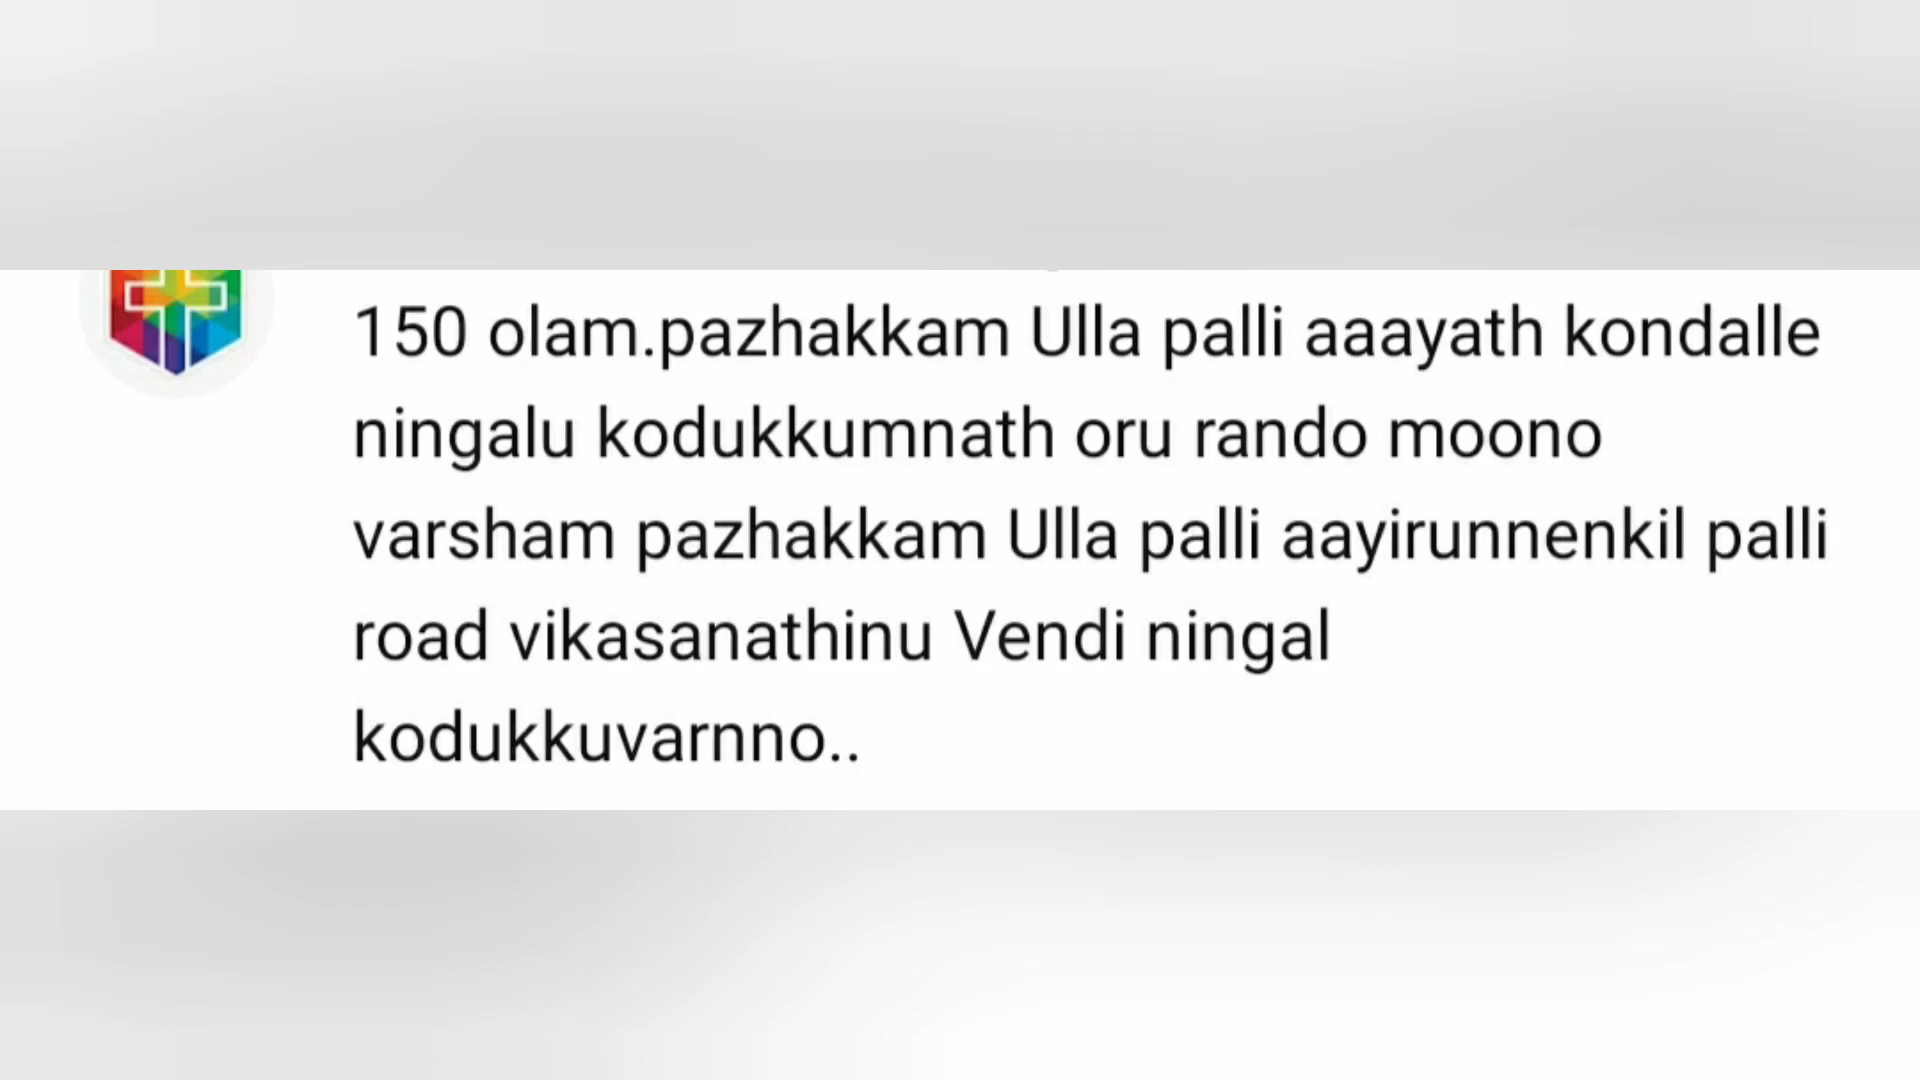 150 olam.pazhakkam Ulla palli aaayath kondalle
ningalu kodukkumnath oru rando moono
varsham pazhakkam Ulla palli aayirunnenkil palli
road vikasanathinu Vendi ningal
kodukkuvarnno..